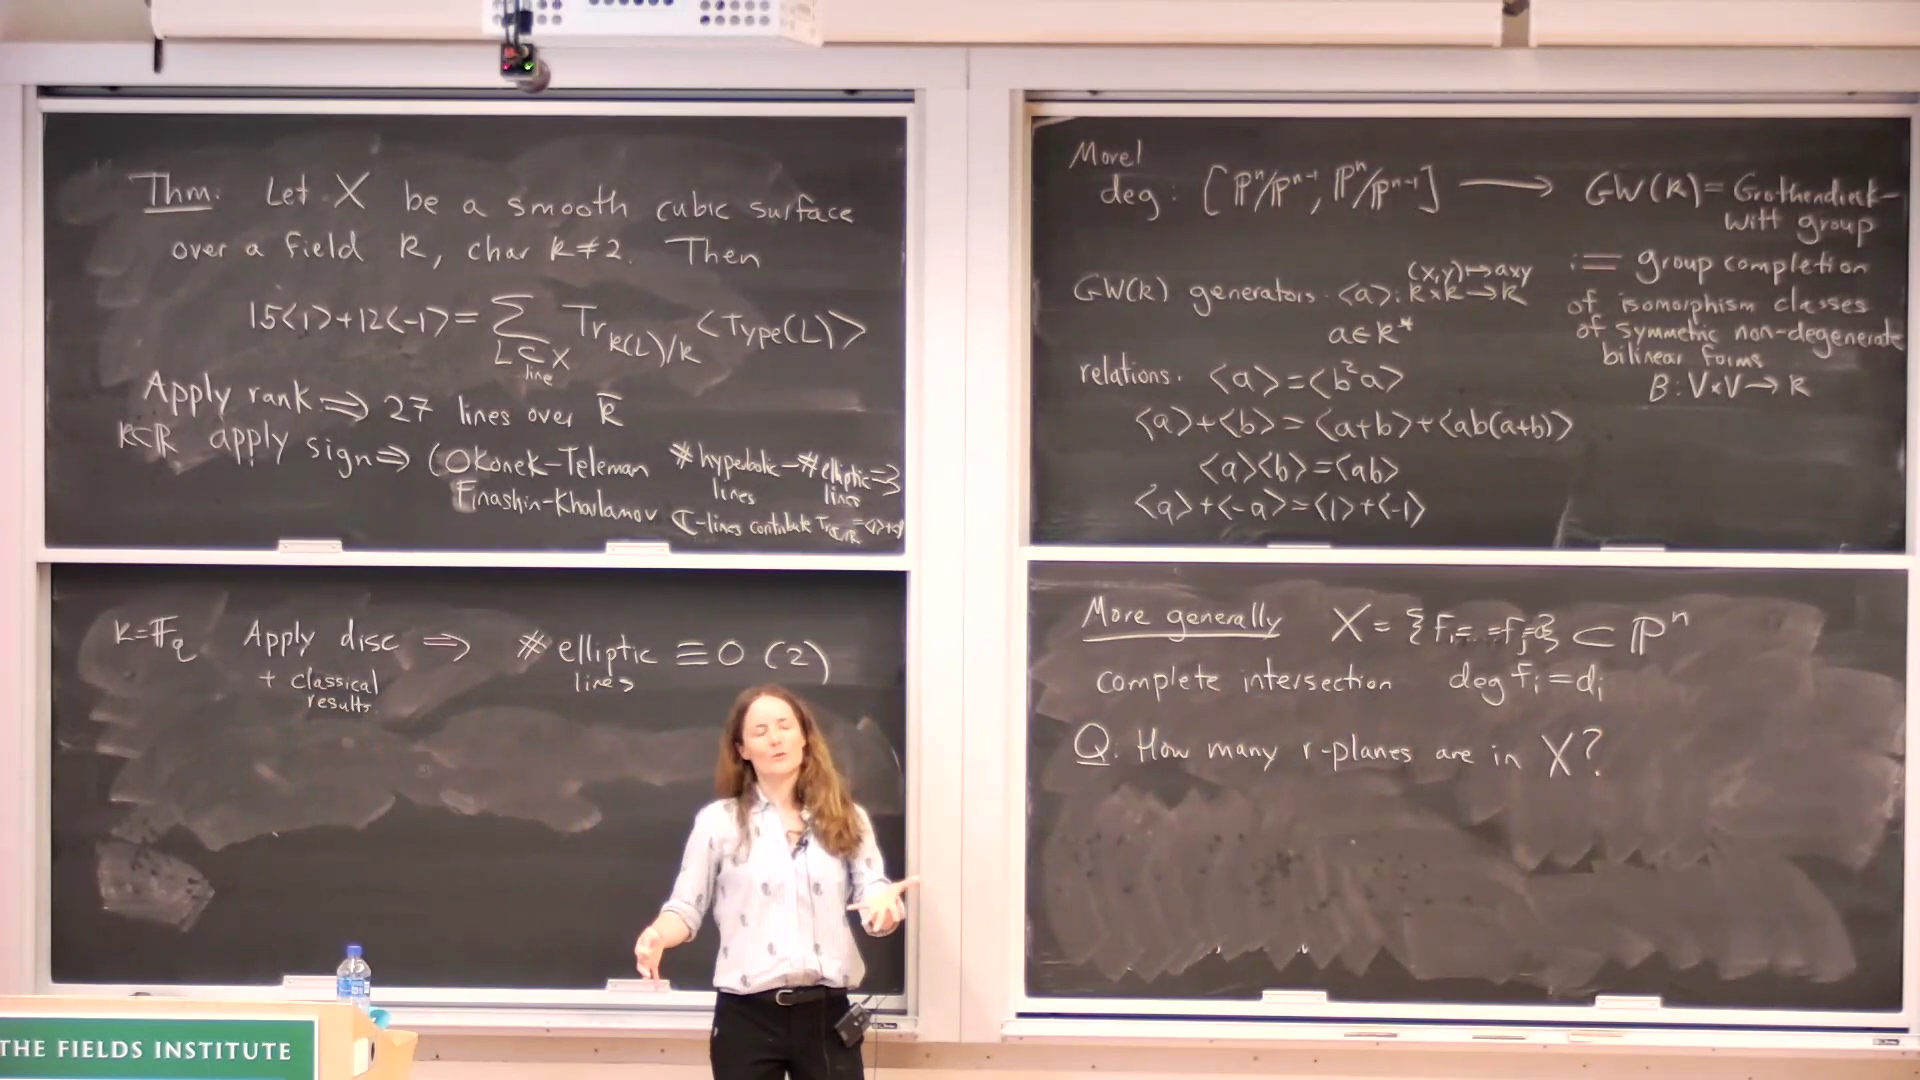 Thm. Let X be a smooth cubic surface
over a field k, char k≠2. Then
15<1>+12<-1> = Σ Tr k(L)/k <Type(L)>
L⊂X
line
Apply rank ⇒ 27 lines over k̄
k⊂ℝ apply sign ⇒ (Okonek-Teleman # hyperbolic - # elliptic = 3
lines lines
Finashin-Kharlamov ℂ-lines contribute Tr ℂ/ℝ = <1>+<-1>
k=𝔽q Apply disc ⇒ # elliptic ≡ 0 (2)
+ classical lines
results.
Morel
deg: [ℙⁿ/ℙⁿ⁻¹, ℙⁿ/ℙⁿ⁻¹] ⟶ GW(k) = Grothendieck-
Witt group
:= group completion
of isomorphism classes
of symmetric non-degenerate
bilinear forms
B: V×V → k
GW(k) generators. <a>: k×k → k
(x,y) ↦ axy
a∈k*
relations. <a> = <b²a>
<a>+<b> = <a+b>+<ab(a+b)>
<a><b> = <ab>
<a>+<-a> = <1>+<-1>
More generally X = {f₁=...=fⱼ=0} ⊂ ℙⁿ
complete intersection deg fᵢ = dᵢ
Q. How many r-planes are in X?
THE FIELDS INSTITUTE